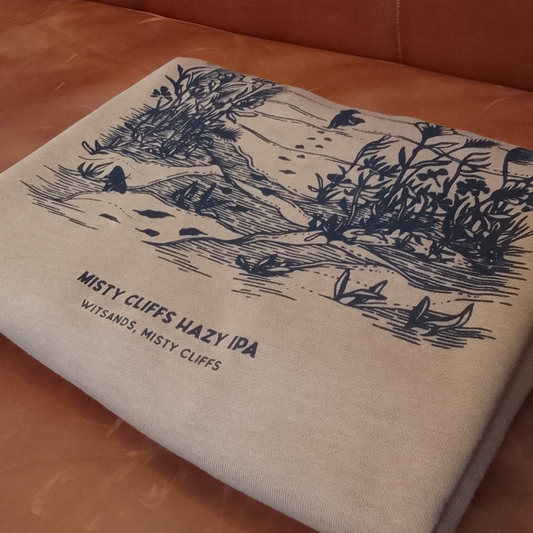 MISTY CLIFFS HAZY IPA
WITSANDS, MISTY CLIFFS